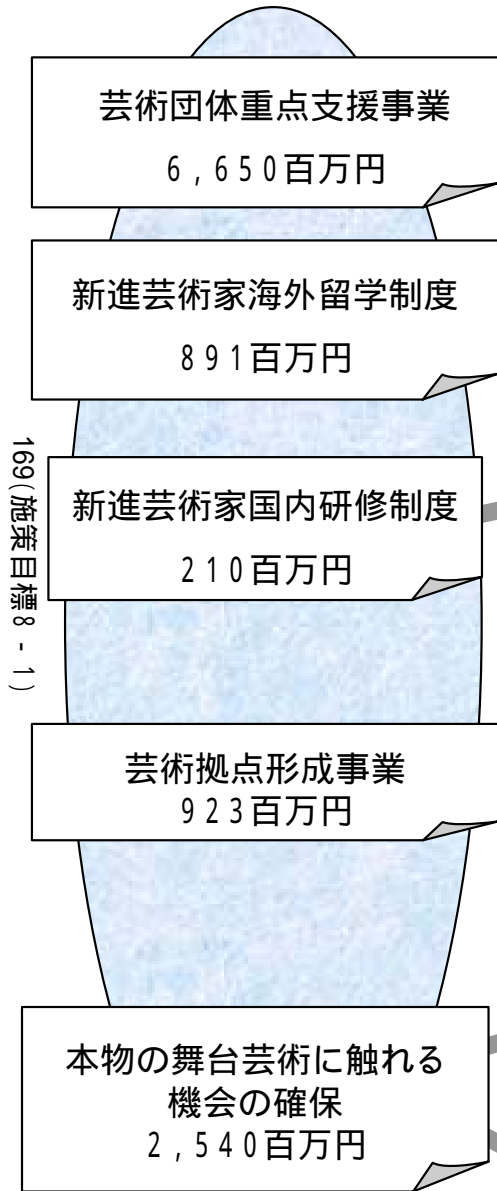 芸術団体重点支援事業
6,650百万円
新進芸術家海外留学制度
891百万円
新進芸術家国内研修制度
210百万円
芸術拠点形成事業
923百万円
本物の舞台芸術に触れる
機会の確保
2,540百万円
169(施策目標8-1)